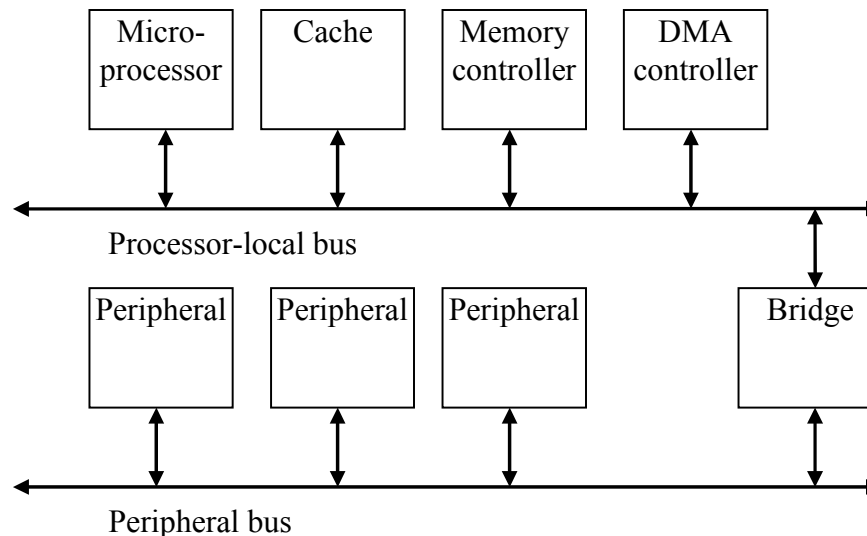 Micro-
processor
Cache
Memory
controller
DMA
controller
Processor-local bus
Peripheral
Peripheral
Peripheral
Bridge
Peripheral bus